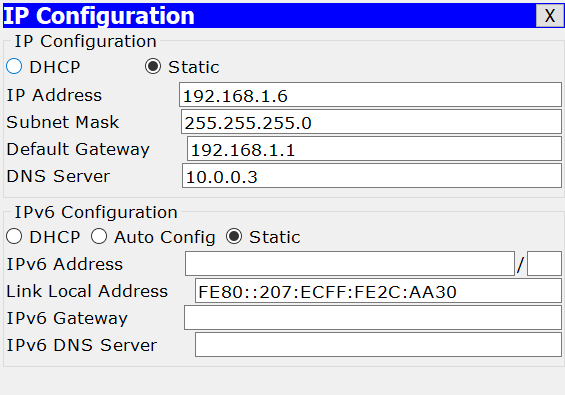 IP Configuration X
IP Configuration
DHCP Static
IP Address 192.168.1.6
Subnet Mask 255.255.255.0
Default Gateway 192.168.1.1
DNS Server 10.0.0.3
IPv6 Configuration
DHCP Auto Config Static
IPv6 Address /
Link Local Address FE80::207:ECFF:FE2C:AA30
IPv6 Gateway
IPv6 DNS Server